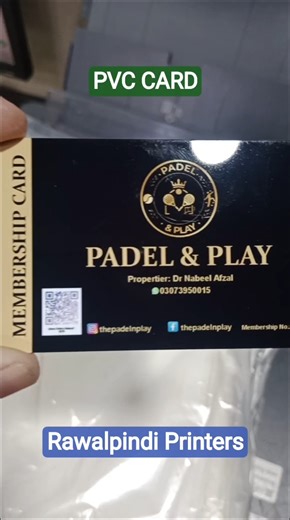 PVC CARD
MEMBERSHIP CARD
PADEL
& PLAY
PADEL & PLAY
Propertier: Dr Nabeel Afzal
03073950015
thepadelnplay
thepadelnplay
Membership No.
Rawalpindi Printers